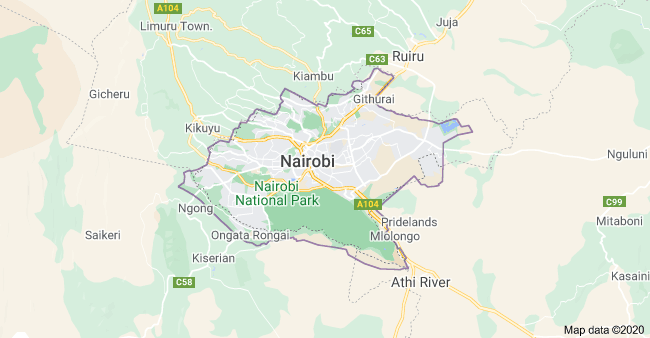 A104
Juja
Limuru Town.
C65
Ruiru
C63
Kiambu
Gicheru
Githurai
Kikuyu
Nguluni
Nairobi
Nairobi
National Park
A104
C99
Ngong
Pridelands
Mitaboni
Saikeri
Ongata Rongai
Mlolongo
Kiserian
Kasaini
C58
Athi River
Map data ©2020